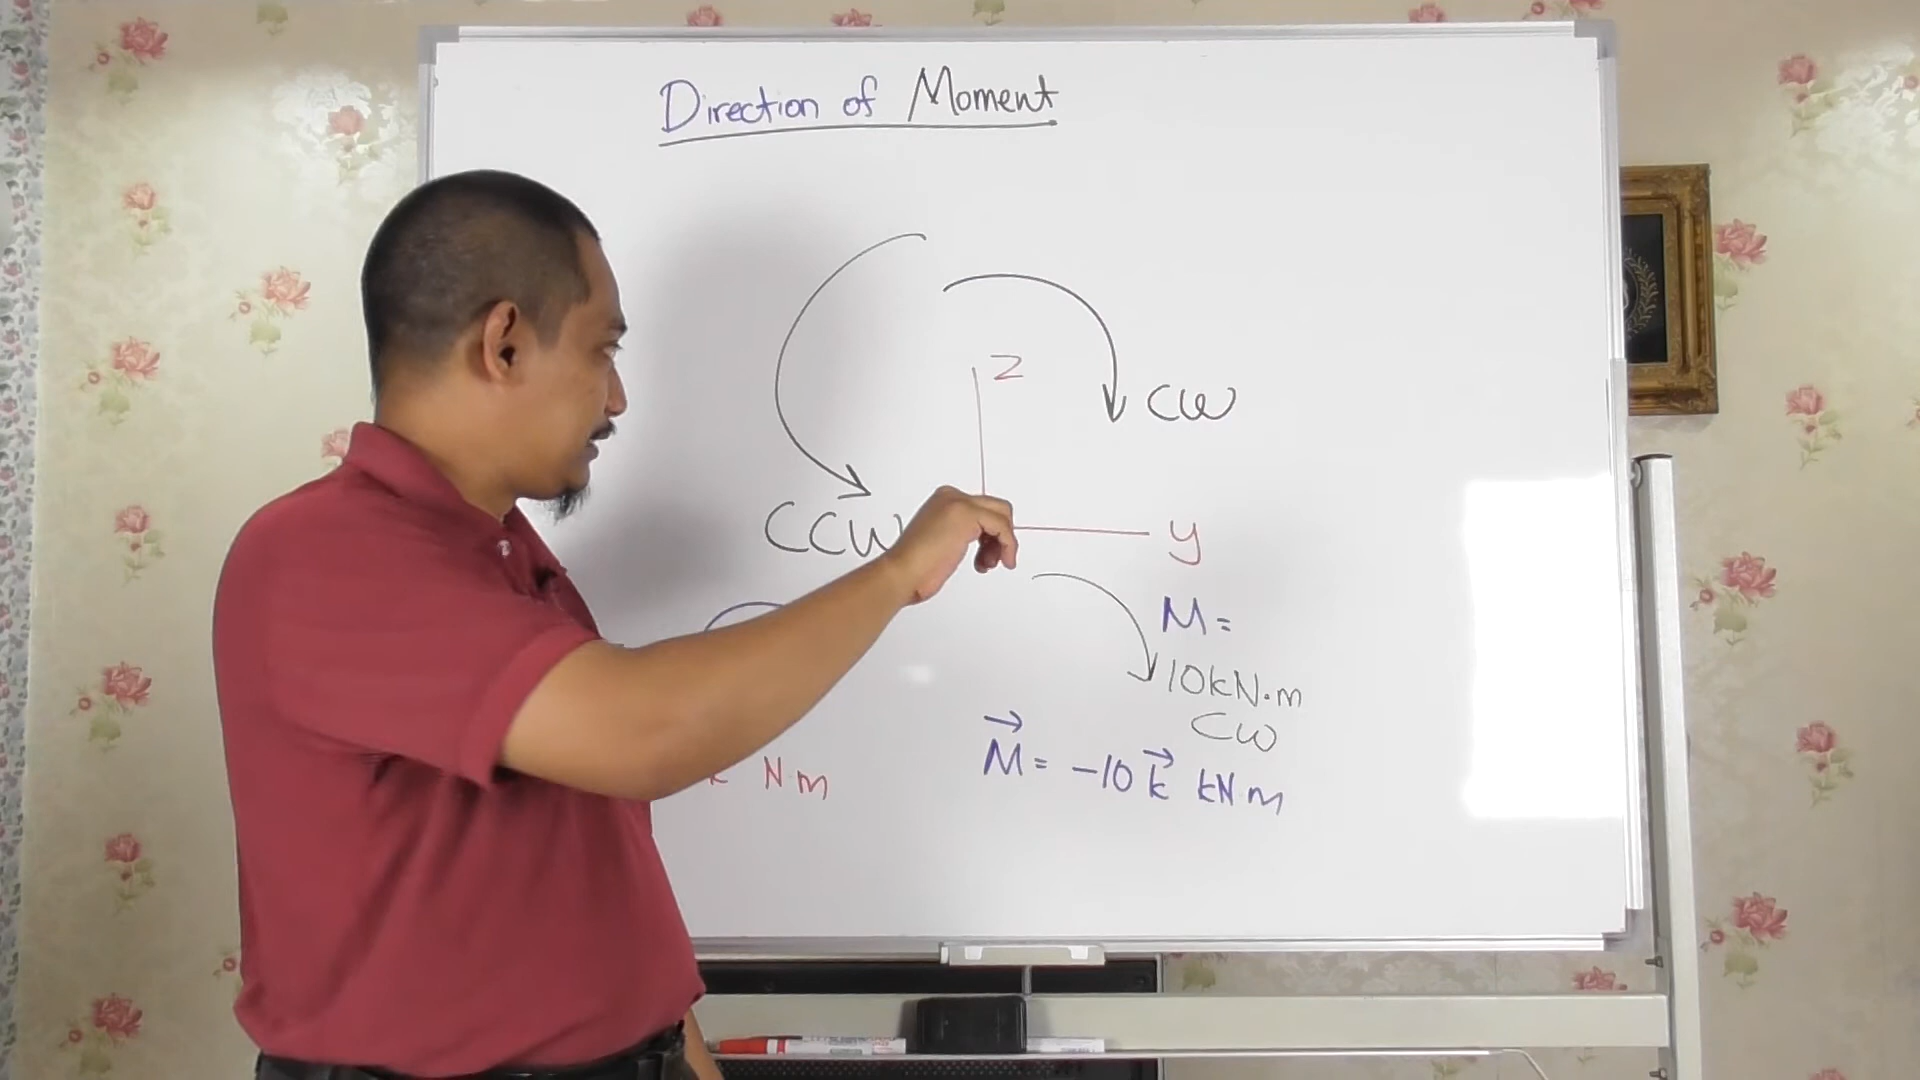 Direction of Moment
z
CW
CCW
y
M =
10kN.m
CW
M⃗ = -10 k⃗ kN.m
k N.m